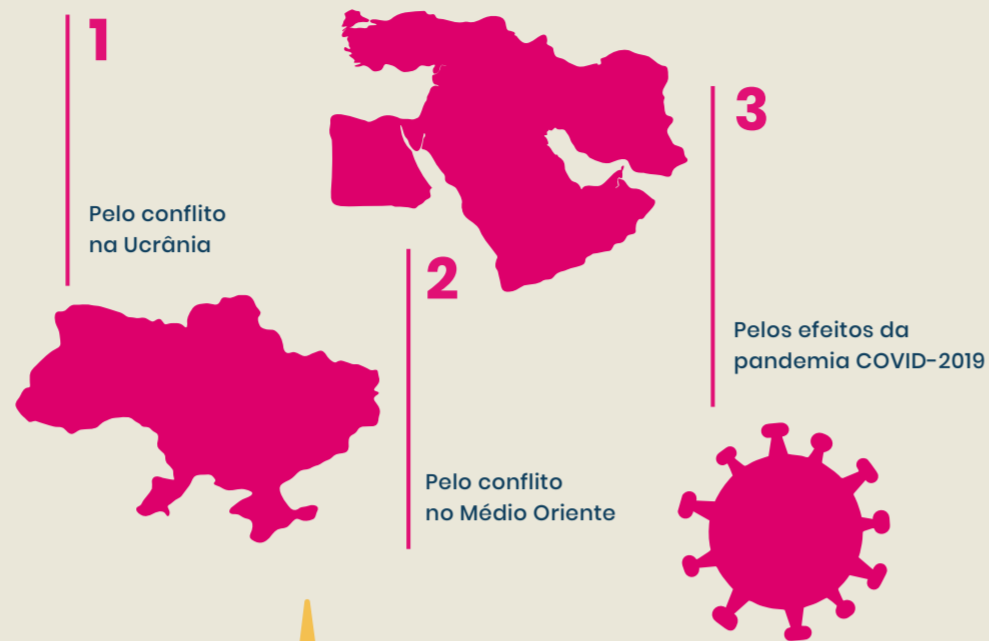 1
Pelo conflito
na Ucrânia
2
Pelo conflito
no Médio Oriente
3
Pelos efeitos da
pandemia COVID-2019